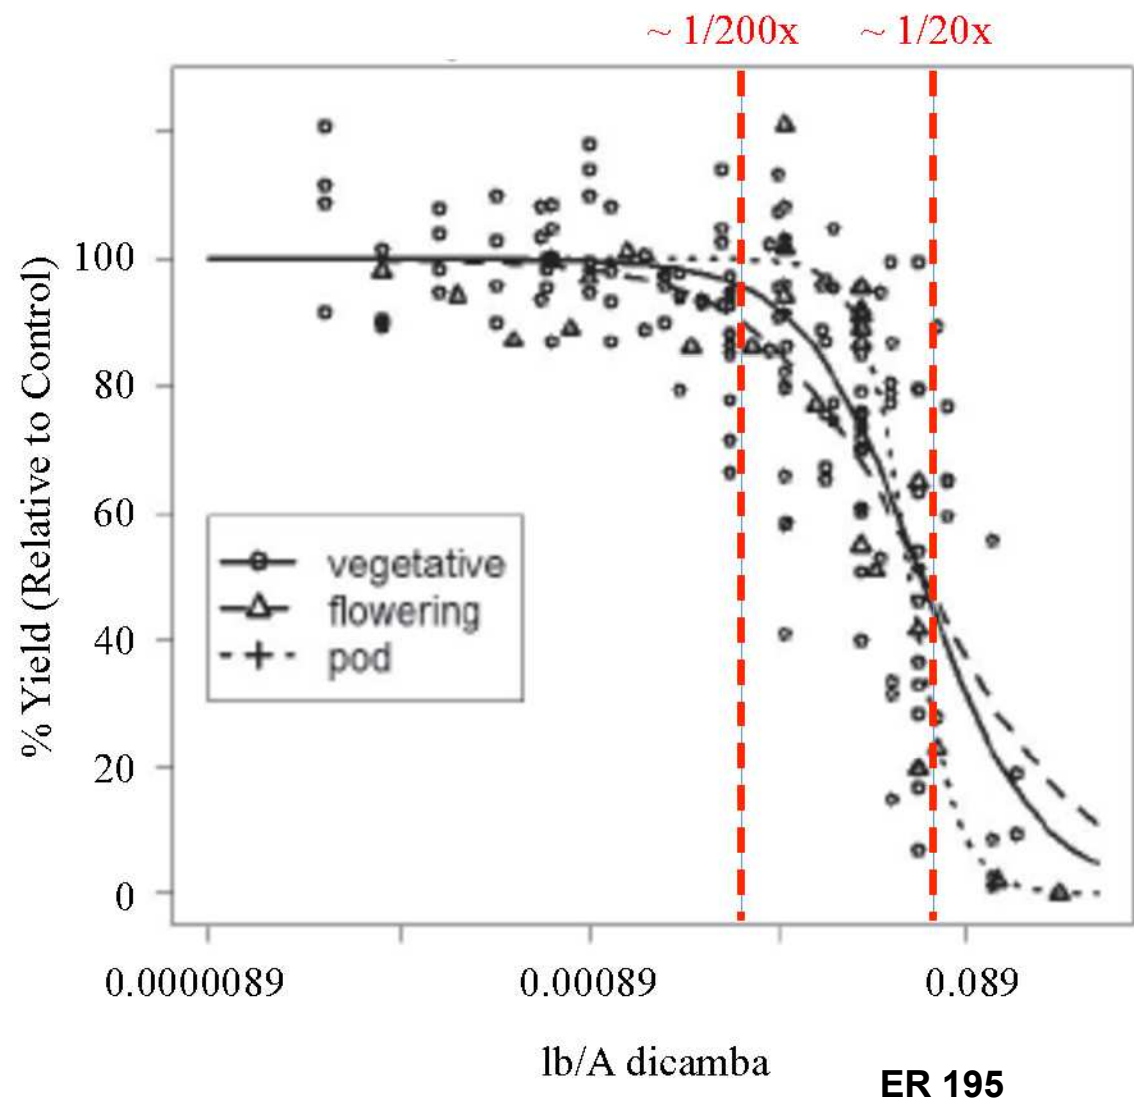 ~ 1/200x ~ 1/20x
% Yield (Relative to Control)
100
80
60
40
20
0
vegetative
flowering
pod
0.0000089 0.00089 0.089
lb/A dicamba
ER 195